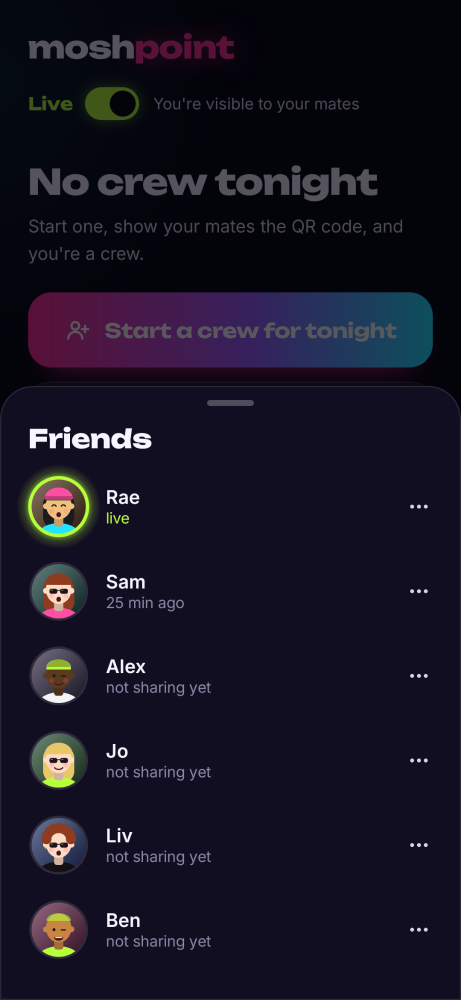 moshpoint
Live You're visible to your mates
No crew tonight
Start one, show your mates the QR code, and
you're a crew.
Start a crew for tonight
Friends
Rae
live
Sam
25 min ago
Alex
not sharing yet
Jo
not sharing yet
Liv
not sharing yet
Ben
not sharing yet